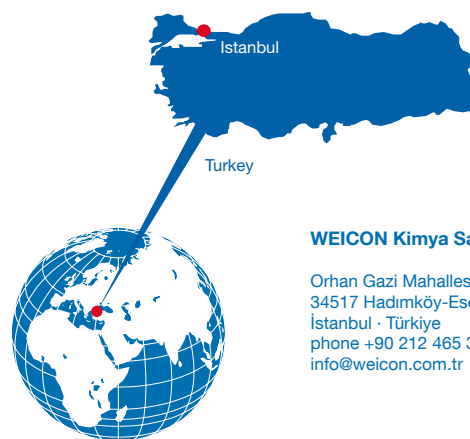 Istanbul
Turkey
WEICON Kimya
Orhan Gazi
34517
İstanbul · Türkiye
phone +90 212 465
info@weicon.com.tr